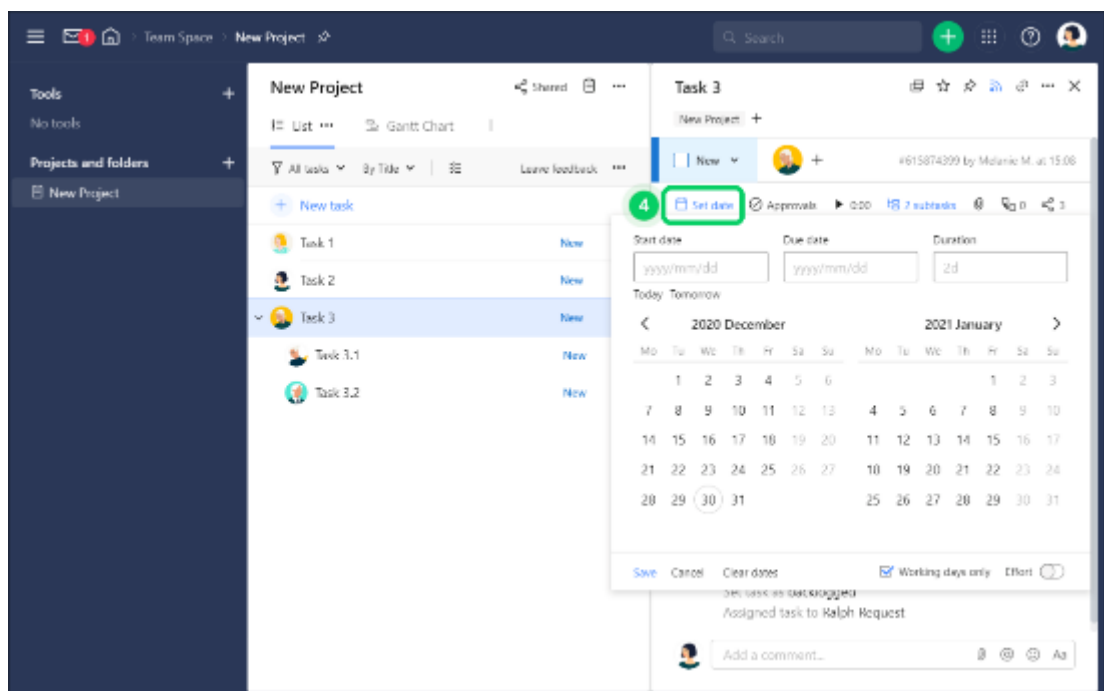 1 Team Space New Project Search
Tools
No tools
Projects and folders
New Project
New Project Shared
List Gantt Chart
All tasks By Title Leave feedback
New task
Task 1 New
Task 2 New
Task 3 New
Task 3.1 New
Task 3.2 New
Task 3
New Project +
New + #615874399 by Melanie M. at 15:08
4 Set date Approvals 0:00 2 subtasks 0 3
Start date Due date Duration
yyyy/mm/dd yyyy/mm/dd 2d
Today Tomorrow
2020 December 2021 January
Mo Tu We Th Fr Sa Su Mo Tu We Th Fr Sa Su
1 2 3 4 5 6 1 2 3
7 8 9 10 11 12 13 4 5 6 7 8 9 10
14 15 16 17 18 19 20 11 12 13 14 15 16 17
21 22 23 24 25 26 27 18 19 20 21 22 23 24
28 29 30 31 25 26 27 28 29 30 31
Save Cancel Clear dates Working days only Effort
Set task as backlogged
Assigned task to Ralph Request
Add a comment... @ Aa